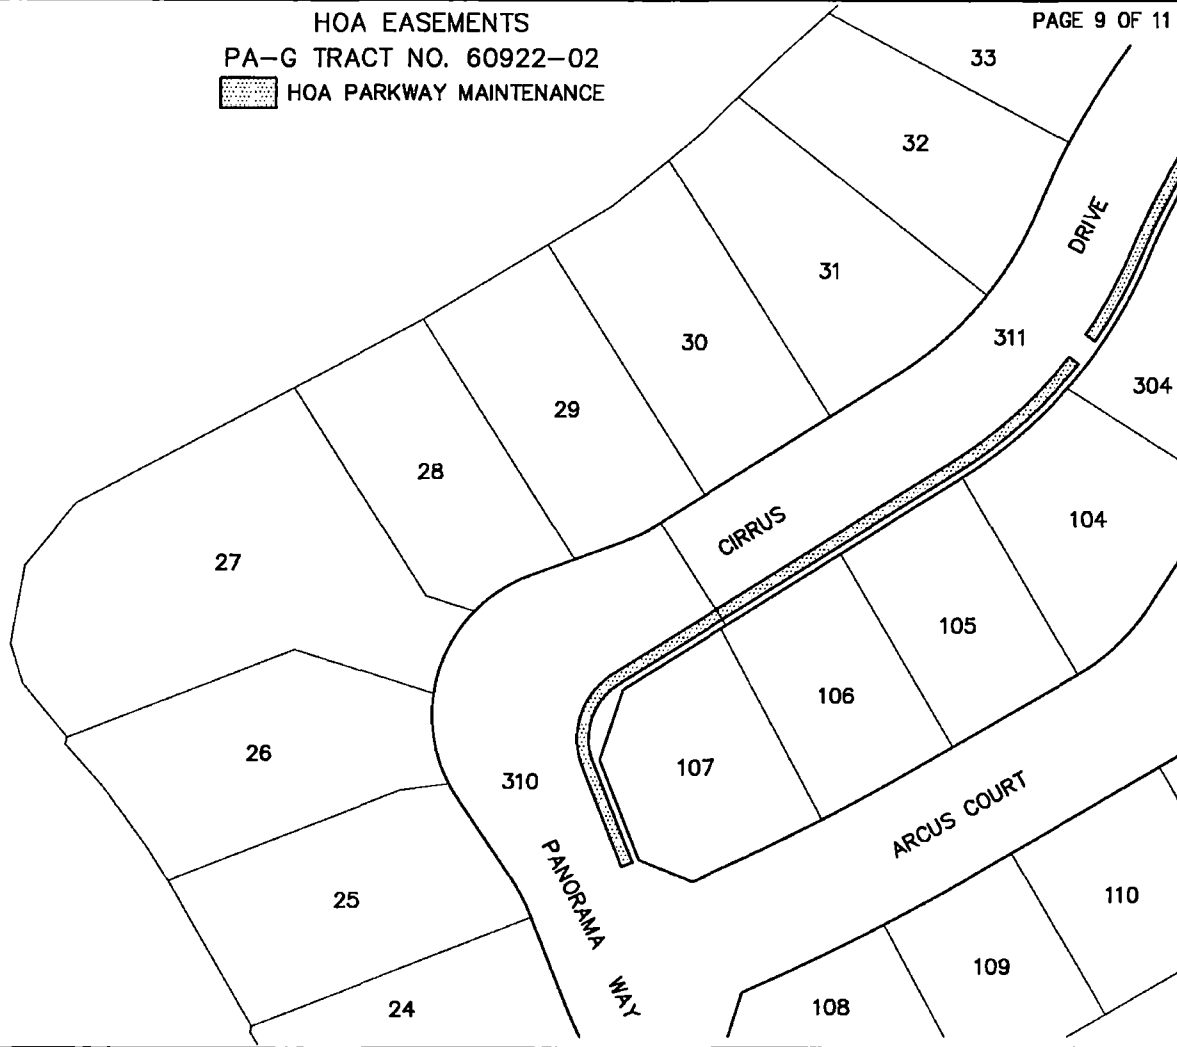 HOA EASEMENTS
PA-G TRACT NO. 60922-02
HOA PARKWAY MAINTENANCE
PAGE 9 OF 11
33
32
31
30
29
28
27
26
25
24
DRIVE
311
304
CIRRUS
104
105
106
107
310
PANORAMA WAY
ARCUS COURT
110
109
108